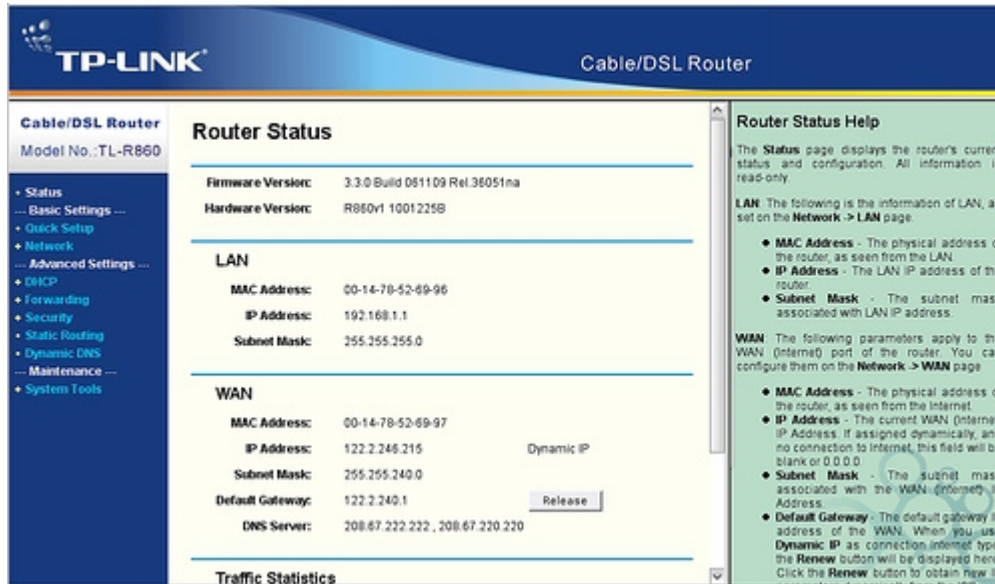 TP-LINK
Cable/DSL Router
Cable/DSL Router
Model No.:TL-R860
Status
--- Basic Settings ---
Quick Setup
Network
--- Advanced Settings ---
DHCP
Forwarding
Security
Static Routing
Dynamic DNS
--- Maintenance ---
System Tools
Router Status
Firmware Version: 3.3.0 Build 061109 Rel.36051na
Hardware Version: R860v1 1001225B
LAN
MAC Address: 00-14-78-52-69-96
IP Address: 192.168.1.1
Subnet Mask: 255.255.255.0
WAN
MAC Address: 00-14-78-52-69-97
IP Address: 122.2.246.215 Dynamic IP
Subnet Mask: 255.255.240.0
Default Gateway: 122.2.240.1 Release
DNS Server: 208.67.222.222 , 208.67.220.220
Traffic Statistics
Router Status Help
The Status page displays the router's
status and configuration. All information
read-only.
LAN: The following is the information of LAN,
set on the Network -> LAN page.
MAC Address - The physical address
the router, as seen from the LAN.
IP Address - The LAN IP address of
router.
Subnet Mask - The subnet
associated with LAN IP address.
WAN: The following parameters apply to
WAN (Internet) port of the router. You
configure them on the Network -> WAN page
MAC Address - The physical address
the router, as seen from the Internet.
IP Address - The current WAN
IP Address. If assigned dynamically,
no connection to Internet, this field will
blank or 0.0.0.0.
Subnet Mask - The subnet
associated with the WAN (Internet)
Address.
Default Gateway - The default gateway
address of the WAN. When you
Dynamic IP as connection Internet
the Renew button will be displayed
Click the Renew button to obtain new